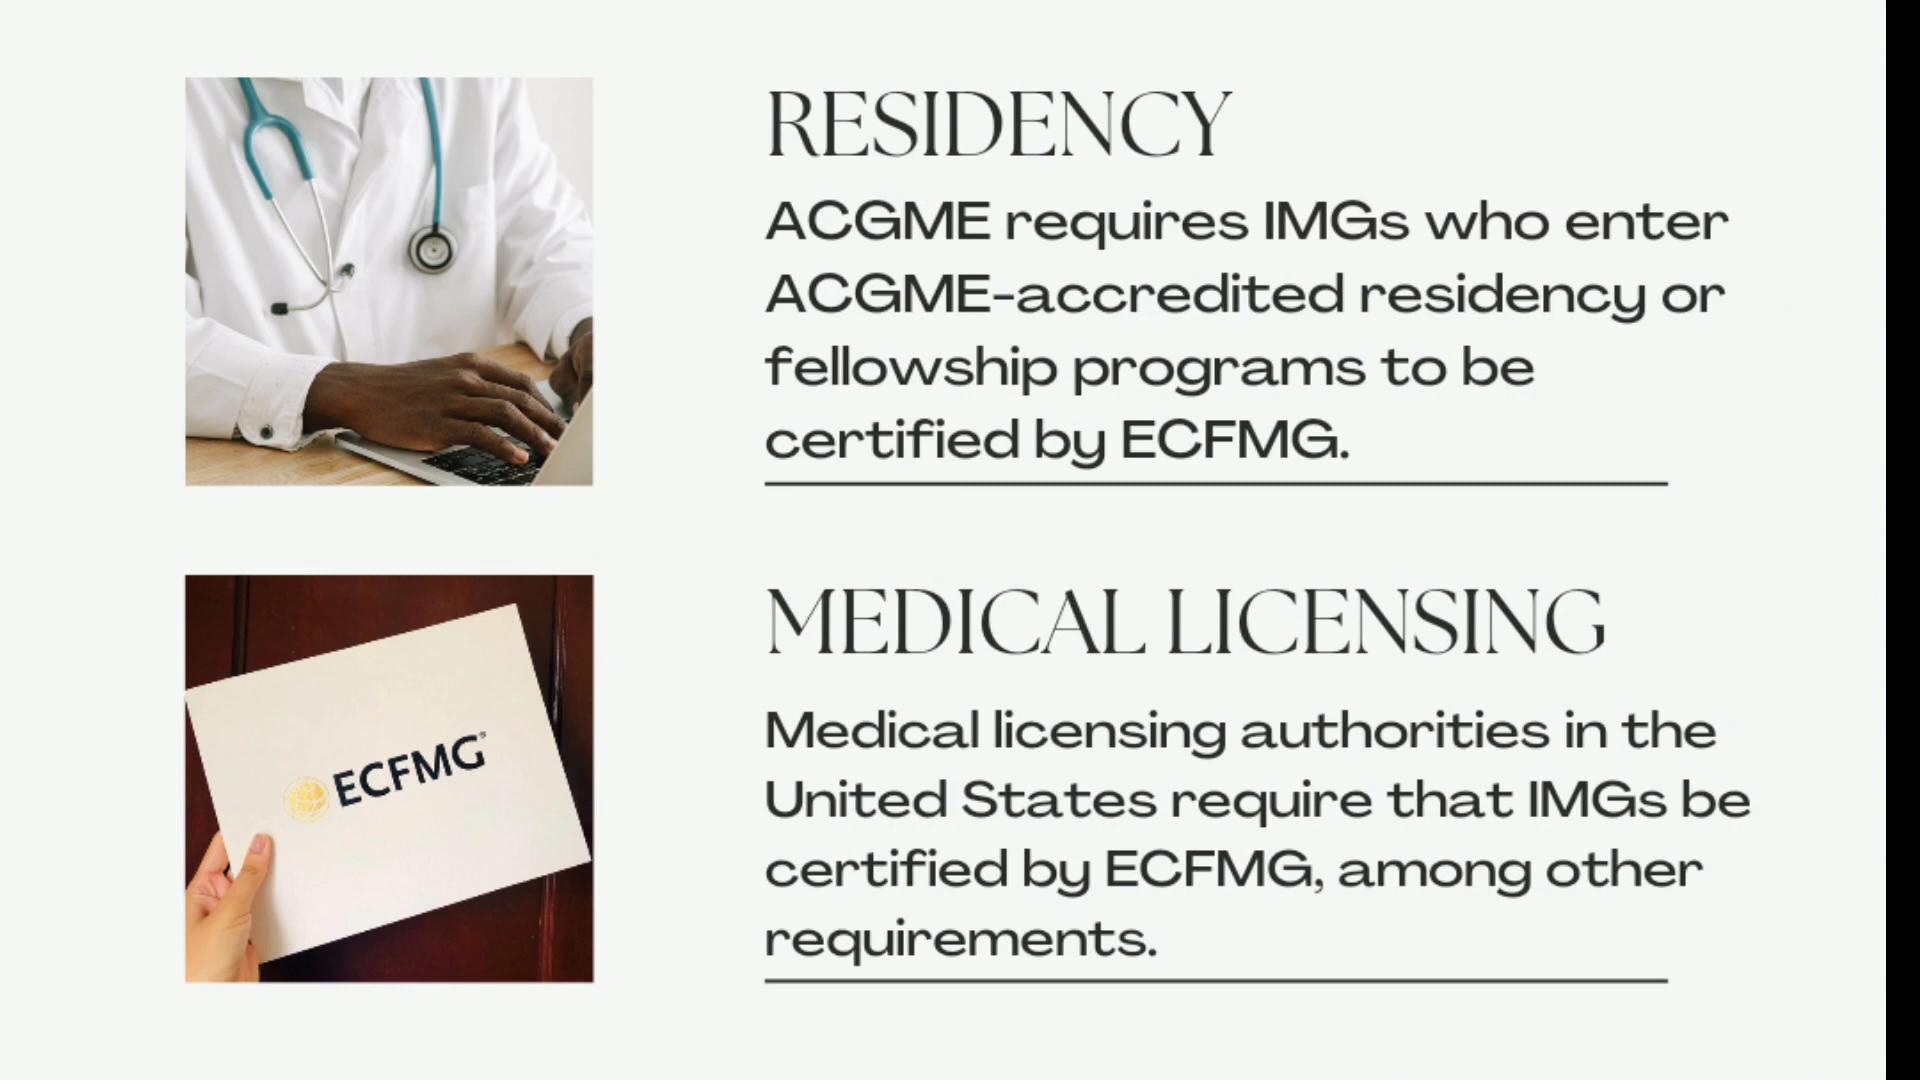 RESIDENCY
ACGME requires IMGs who enter
ACGME-accredited residency or
fellowship programs to be
certified by ECFMG.
ECFMG®
MEDICAL LICENSING
Medical licensing authorities in the
United States require that IMGs be
certified by ECFMG, among other
requirements.